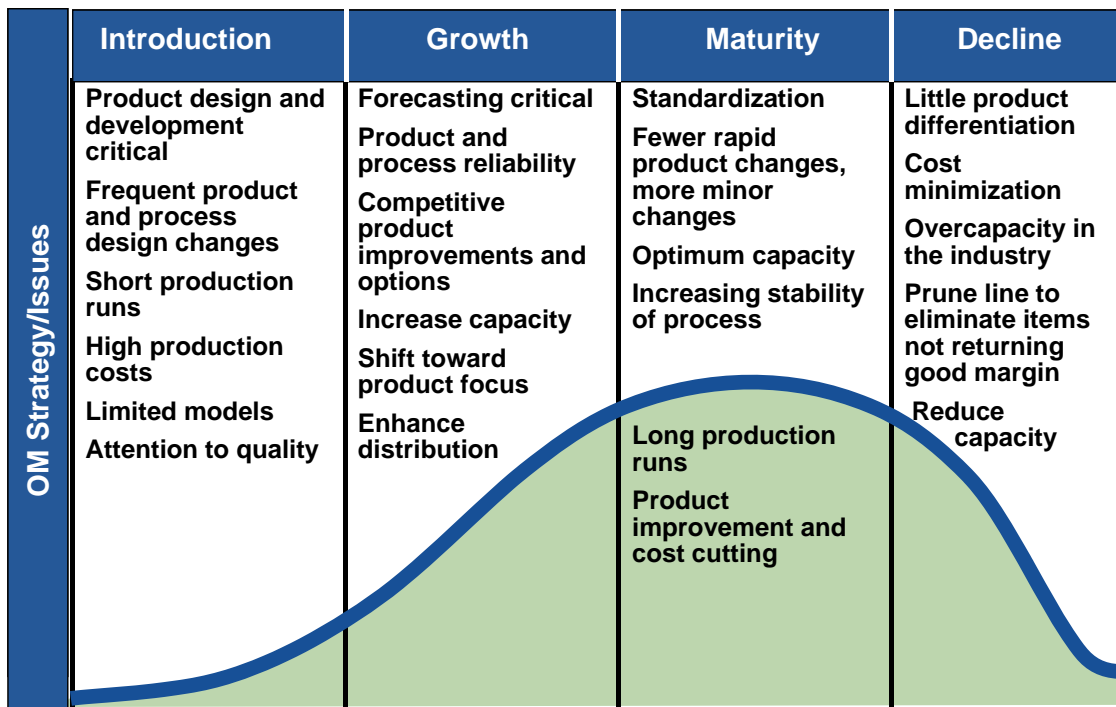 Introduction
Growth
Maturity
Decline
OM Strategy/Issues
Product design and
development
critical
Frequent product
and process
design changes
Short production
runs
High production
costs
Limited models
Attention to quality
Forecasting critical
Product and
process reliability
Competitive
product
improvements and
options
Increase capacity
Shift toward
product focus
Enhance
distribution
Standardization
Fewer rapid
product changes,
more minor
changes
Optimum capacity
Increasing stability
of process
Long production
runs
Product
improvement and
cost cutting
Little product
differentiation
Cost
minimization
Overcapacity in
the industry
Prune line to
eliminate items
not returning
good margin
Reduce
capacity